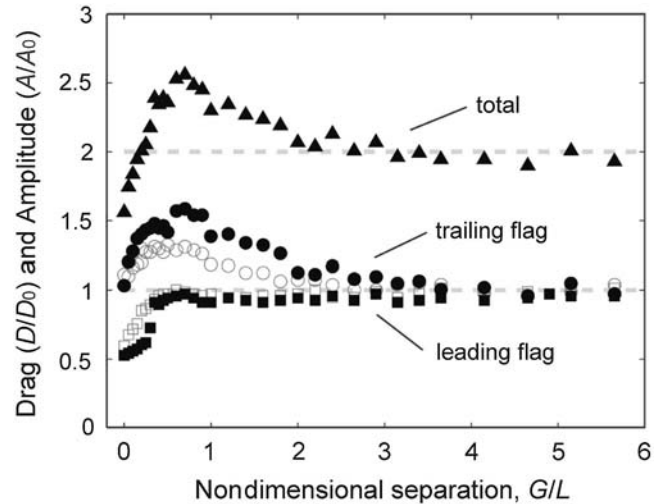 Drag (D/D0) and Amplitude (A/A0)
3
2.5
2
1.5
1
0.5
0
total
trailing flag
leading flag
0 1 2 3 4 5 6
Nondimensional separation, G/L